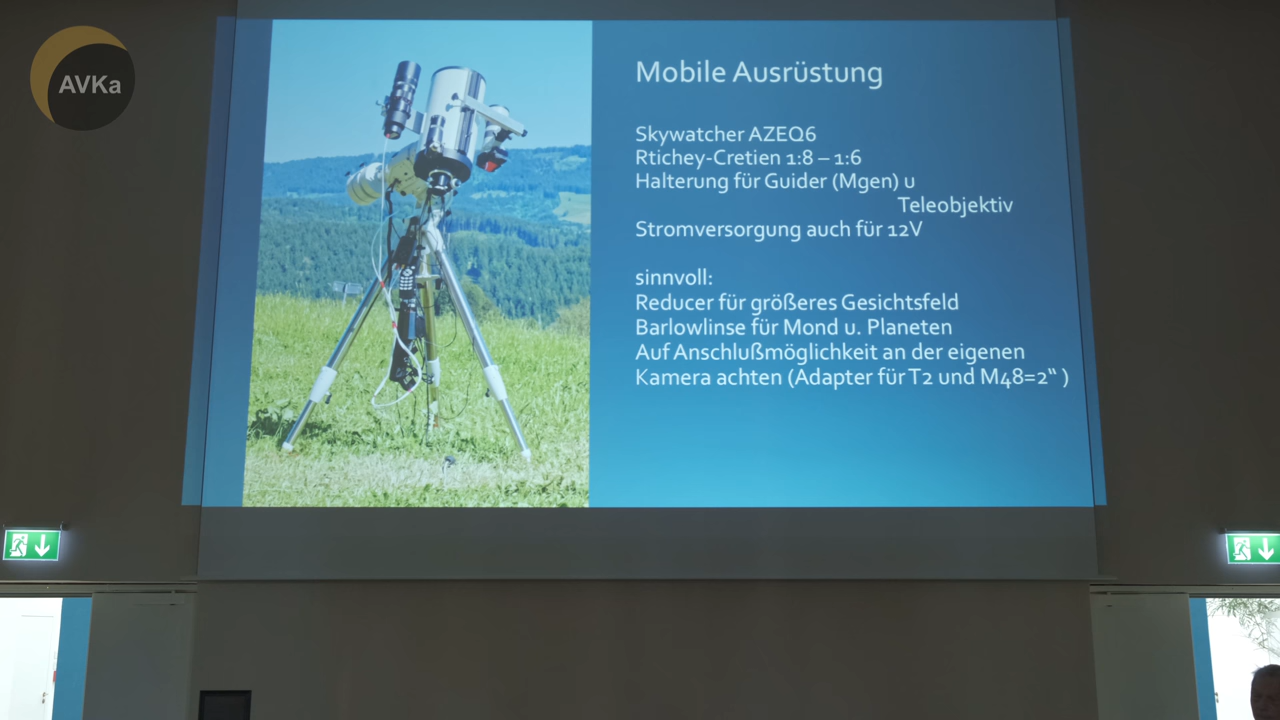 AVKa
Mobile Ausrüstung
Skywatcher AZEQ6
Rtichey-Cretien 1:8 – 1:6
Halterung für Guider (Mgen) u
Teleobjektiv
Stromversorgung auch für 12V
sinnvoll:
Reducer für größeres Gesichtsfeld
Barlowlinse für Mond u. Planeten
Auf Anschlußmöglichkeit an der eigenen
Kamera achten (Adapter für T2 und M48=2“ )